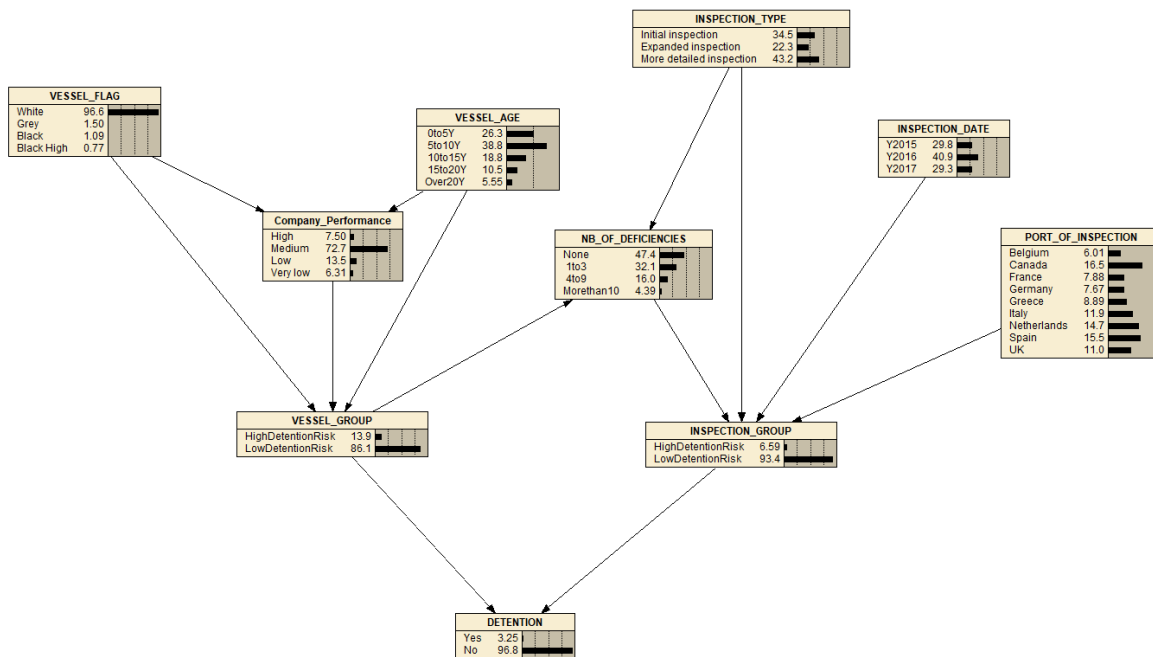 INSPECTION_TYPE
Initial inspection 34.5
Expanded inspection 22.3
More detailed inspection 43.2
VESSEL_FLAG
White 96.6
Grey 1.50
Black 1.09
Black High 0.77
VESSEL_AGE
0to5Y 26.3
5to10Y 38.8
10to15Y 18.8
15to20Y 10.5
Over20Y 5.55
INSPECTION_DATE
Y2015 29.8
Y2016 40.9
Y2017 29.3
Company_Performance
High 7.50
Medium 72.7
Low 13.5
Very low 6.31
NB_OF_DEFICIENCIES
None 47.4
1to3 32.1
4to9 16.0
Morethan10 4.39
PORT_OF_INSPECTION
Belgium 6.01
Canada 16.5
France 7.88
Germany 7.67
Greece 8.89
Italy 11.9
Netherlands 14.7
Spain 15.5
UK 11.0
VESSEL_GROUP
HighDetentionRisk 13.9
LowDetentionRisk 86.1
INSPECTION_GROUP
HighDetentionRisk 6.59
LowDetentionRisk 93.4
DETENTION
Yes 3.25
No 96.8